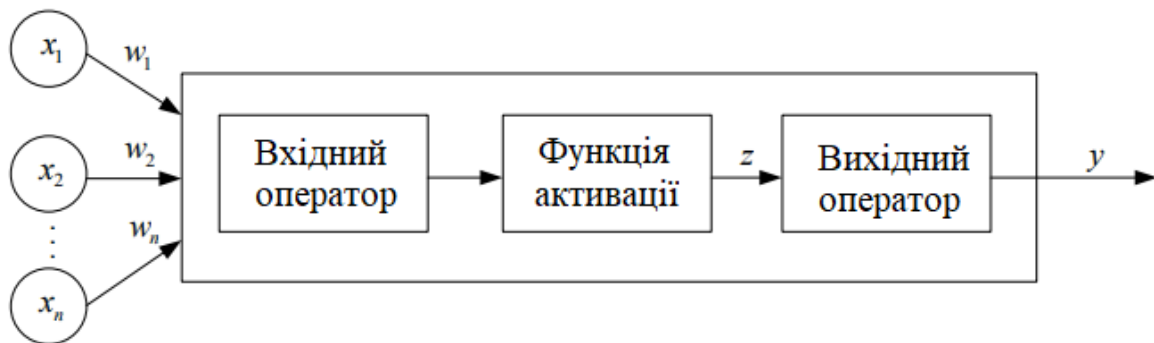 x₁
w₁
x₂
w₂
⋮
xₙ
wₙ
Вхідний
оператор
Функція
активації
z
Вихідний
оператор
y